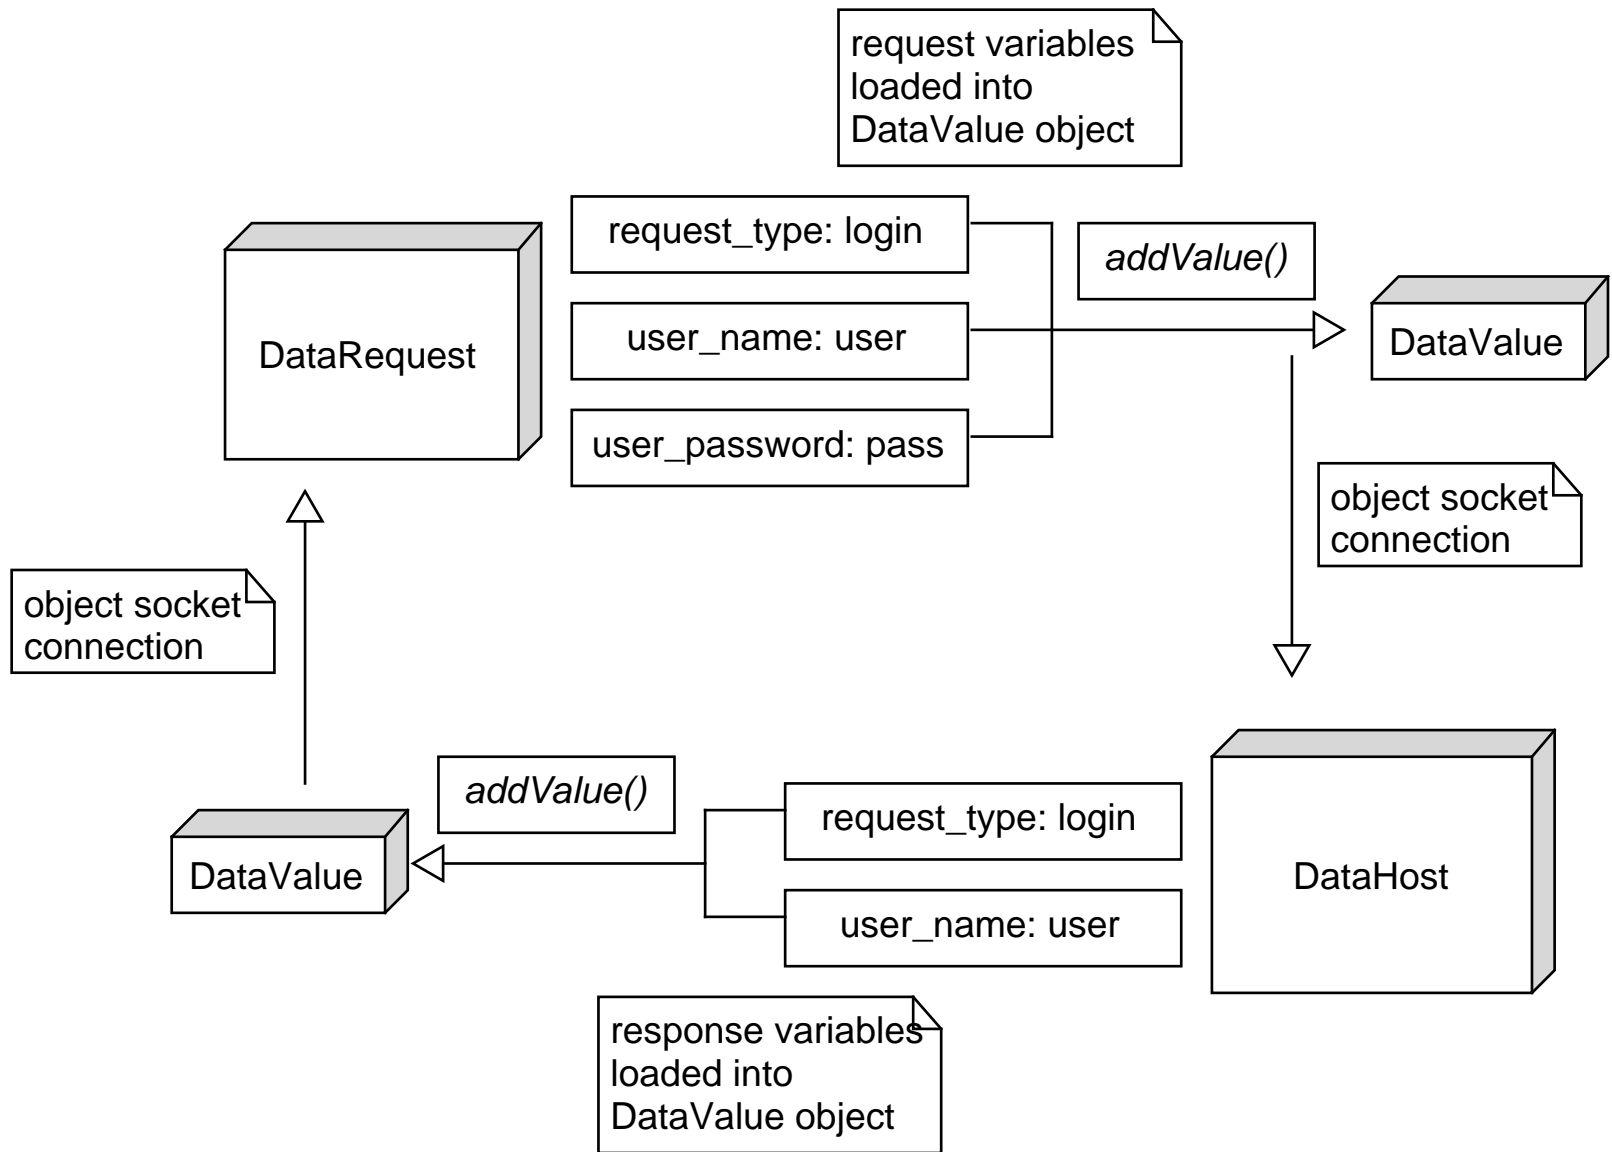 request variables
loaded into
DataValue object
request_type: login
addValue()
user_name: user
DataRequest
DataValue
user_password: pass
object socket
connection
object socket
connection
addValue()
request_type: login
DataValue
DataHost
user_name: user
response variables
loaded into
DataValue object